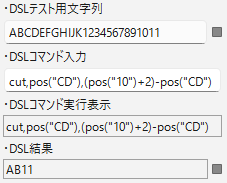 ・DSLテスト用文字列
ABCDEFGHIJK1234567891011
・DSLコマンド入力
cut,pos("CD"),(pos("10")+2)-pos("CD")
・DSLコマンド実行表示
cut,pos("CD"),(pos("10")+2)-pos("CD")
・DSL結果
AB11